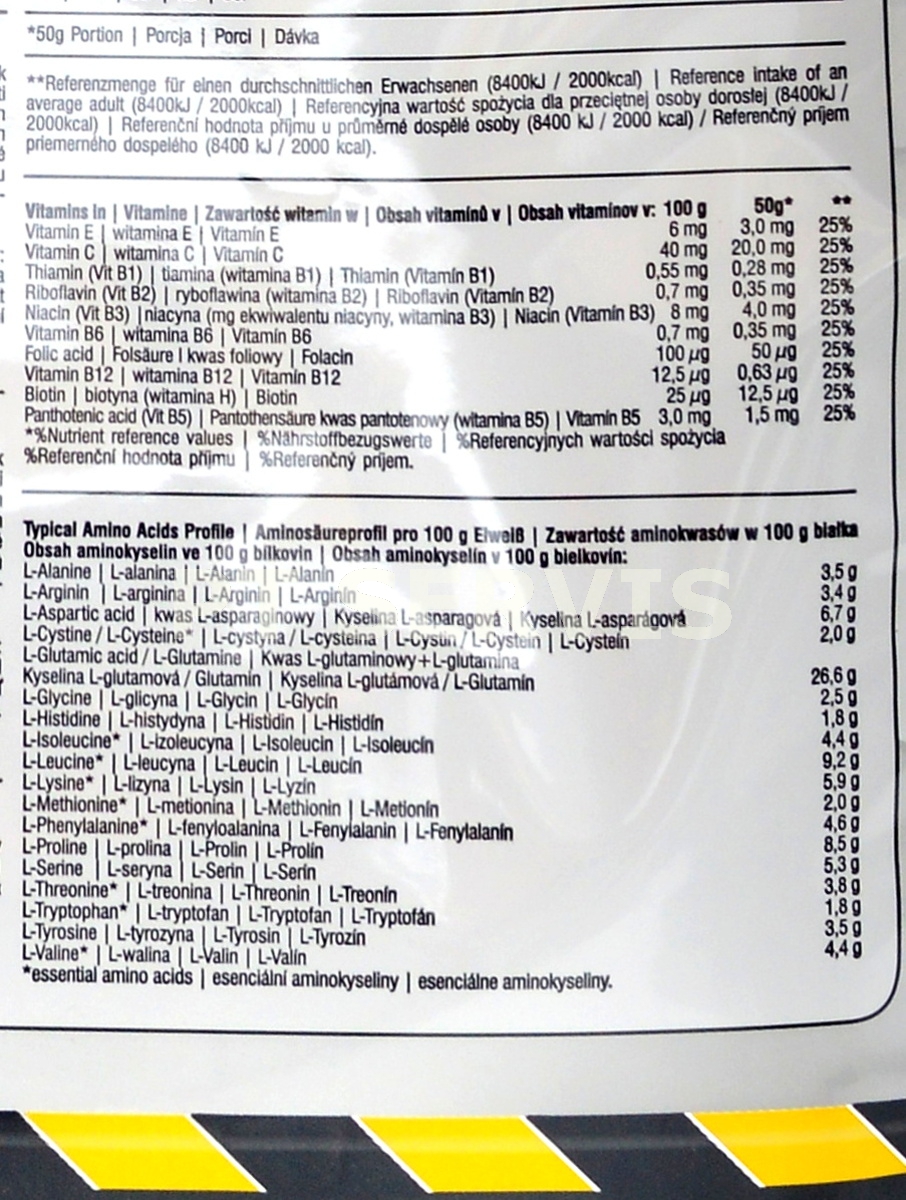 *50g Portion | Porcja | Porci | Dávka
**Referenzmenge für einen durchschnittlichen Erwachsenen (8400kJ / 2000kcal) | Reference intake of an
average adult (8400kJ / 2000kcal) | Referencyjna wartość spożycia dla przeciętnej osoby dorosłej (8400kJ /
2000kcal) | Referenční hodnota příjmu u průměrné dospělé osoby (8400 kJ / 2000 kcal) / Referenčný príjem
priemerného dospelého (8400 kJ / 2000 kcal).
Vitamins in | Vitamine | Zawartość witamin w | Obsah vitamínů v | Obsah vitamínov v: 100 g 50g* **
Vitamin E | witamina E | Vitamín E 6 mg 3,0 mg 25%
Vitamin C | witamina C | Vitamín C 40 mg 20,0 mg 25%
Thiamin (Vit B1) | tiamina (witamina B1) | Thiamin (Vitamín B1) 0,55 mg 0,28 mg 25%
Riboflavin (Vit B2) | ryboflawina (witamina B2) | Riboflavin (Vitamín B2) 0,7 mg 0,35 mg 25%
Niacin (Vit B3) |niacyna (mg ekwiwalentu niacyny, witamina B3) | Niacin (Vitamín B3) 8 mg 4,0 mg 25%
Vitamin B6 | witamina B6 | Vitamín B6 0,7 mg 0,35 mg 25%
Folic acid | Folsäure l kwas foliowy | Folacin 100 µg 50 µg 25%
Vitamin B12 | witamina B12 | Vitamín B12 12,5 µg 0,63 µg 25%
Biotin | biotyna (witamina H) | Biotin 25 µg 12,5 µg 25%
Panthotenic acid (Vit B5) | Pantothensäure kwas pantotenowy (witamina B5) | Vitamín B5 3,0 mg 1,5 mg 25%
*%Nutrient reference values | %Nährstoffbezugswerte | %Referencyjnych wartości spożycia
%Referenční hodnota příjmu | %Referenčný príjem.
Typical Amino Acids Profile | Aminosäureprofil pro 100 g Eiweiß | Zawartość aminokwasów w 100 g białka
Obsah aminokyselin ve 100 g bílkovin | Obsah aminokyselín v 100 g bielkovín:
L-Alanine | L-alanina | L-Alanin | L-Alanín 3,5 g
L-Arginin | L-arginina | L-Arginin | L-Arginín 3,4 g
L-Aspartic acid | kwas L-asparaginowy | Kyselina L-asparagová | Kyselina L-asparágová 6,7 g
L-Cystine / L-Cysteine* | L-cystyna / L-cysteina | L-Cystin / L-Cystein | L-Cysteín 2,0 g
L-Glutamic acid / L-Glutamine | Kwas L-glutaminowy+L-glutamina
Kyselina L-glutamová / Glutamin | Kyselina L-glutámová / L-Glutamín 26,6 g
L-Glycine | L-glicyna | L-Glycin | L-Glycín 2,5 g
L-Histidine | L-histydyna | L-Histidin | L-Histidín 1,8 g
L-Isoleucine* | L-izoleucyna | L-Isoleucin | L-Isoleucín 4,4 g
L-Leucine* | L-leucyna | L-Leucin | L-Leucín 9,2 g
L-Lysine* | L-lizyna | L-Lysin | L-Lyzín 5,9 g
L-Methionine* | L-metionina | L-Methionin | L-Metionín 2,0 g
L-Phenylalanine* | L-fenyloalanina | L-Fenylalanin | L-Fenylalanín 4,6 g
L-Proline | L-prolina | L-Prolin | L-Prolín 8,5 g
L-Serine | L-seryna | L-Serin | L-Serín 5,3 g
L-Threonine* | L-treonina | L-Threonin | L-Treonín 3,8 g
L-Tryptophan* | L-tryptofan | L-Tryptofan | L-Tryptofán 1,8 g
L-Tyrosine | L-tyrozyna | L-Tyrosin | L-Tyrozín 3,5 g
L-Valine* | L-walina | L-Valin | L-Valín 4,4 g
*essential amino acids | esenciální aminokyseliny | esenciálne aminokyseliny.
SERVIS